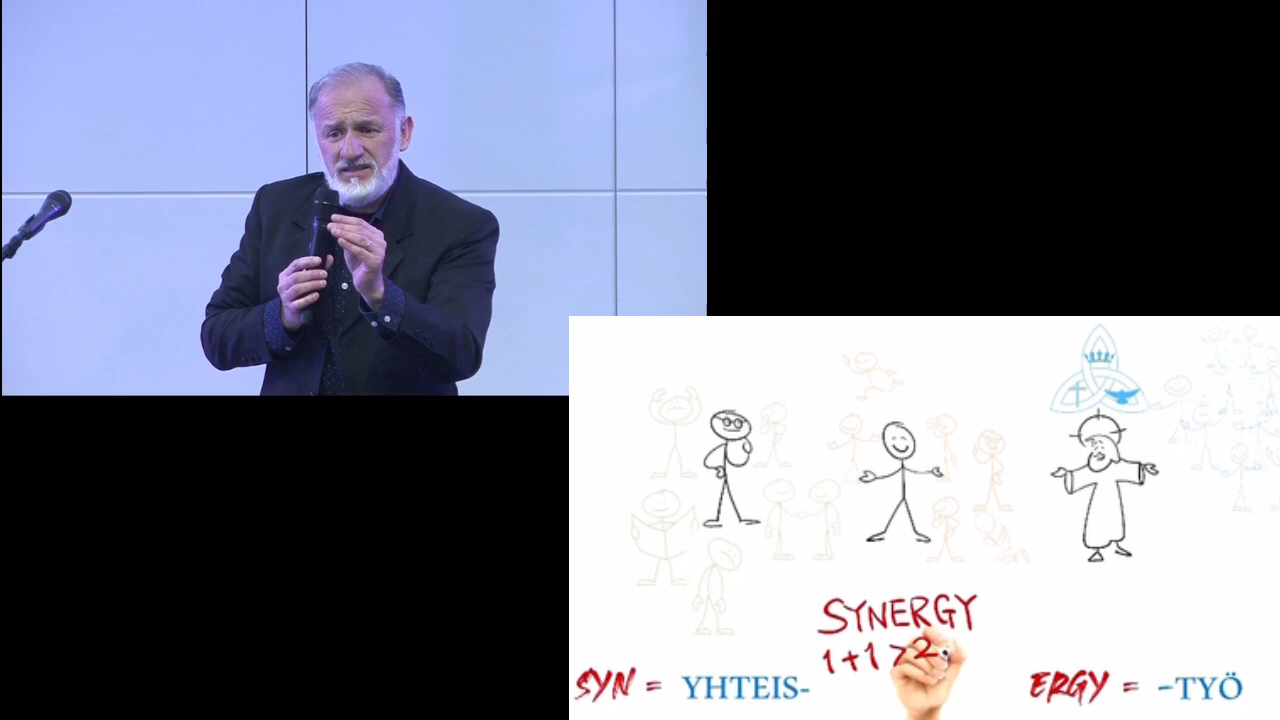 SYNERGY
1+1>2
SYN = YHTEIS-
ERGY = -TYÖ